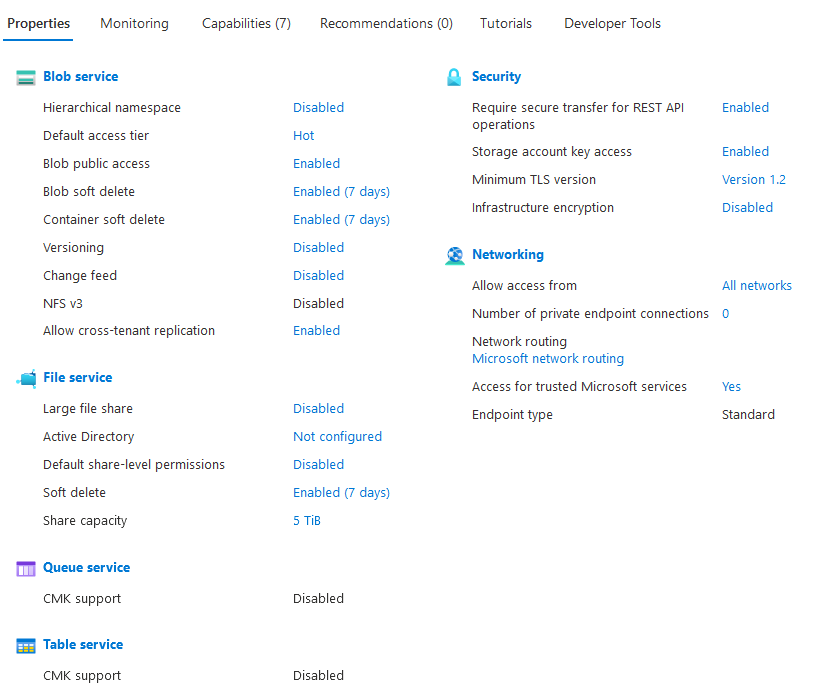 Properties Monitoring Capabilities (7) Recommendations (0) Tutorials Developer Tools
Blob service
Hierarchical namespace Disabled
Default access tier Hot
Blob public access Enabled
Blob soft delete Enabled (7 days)
Container soft delete Enabled (7 days)
Versioning Disabled
Change feed Disabled
NFS v3 Disabled
Allow cross-tenant replication Enabled
File service
Large file share Disabled
Active Directory Not configured
Default share-level permissions Disabled
Soft delete Enabled (7 days)
Share capacity 5 TiB
Queue service
CMK support Disabled
Table service
CMK support Disabled
Security
Require secure transfer for REST API Enabled
operations
Storage account key access Enabled
Minimum TLS version Version 1.2
Infrastructure encryption Disabled
Networking
Allow access from All networks
Number of private endpoint connections 0
Network routing
Microsoft network routing
Access for trusted Microsoft services Yes
Endpoint type Standard